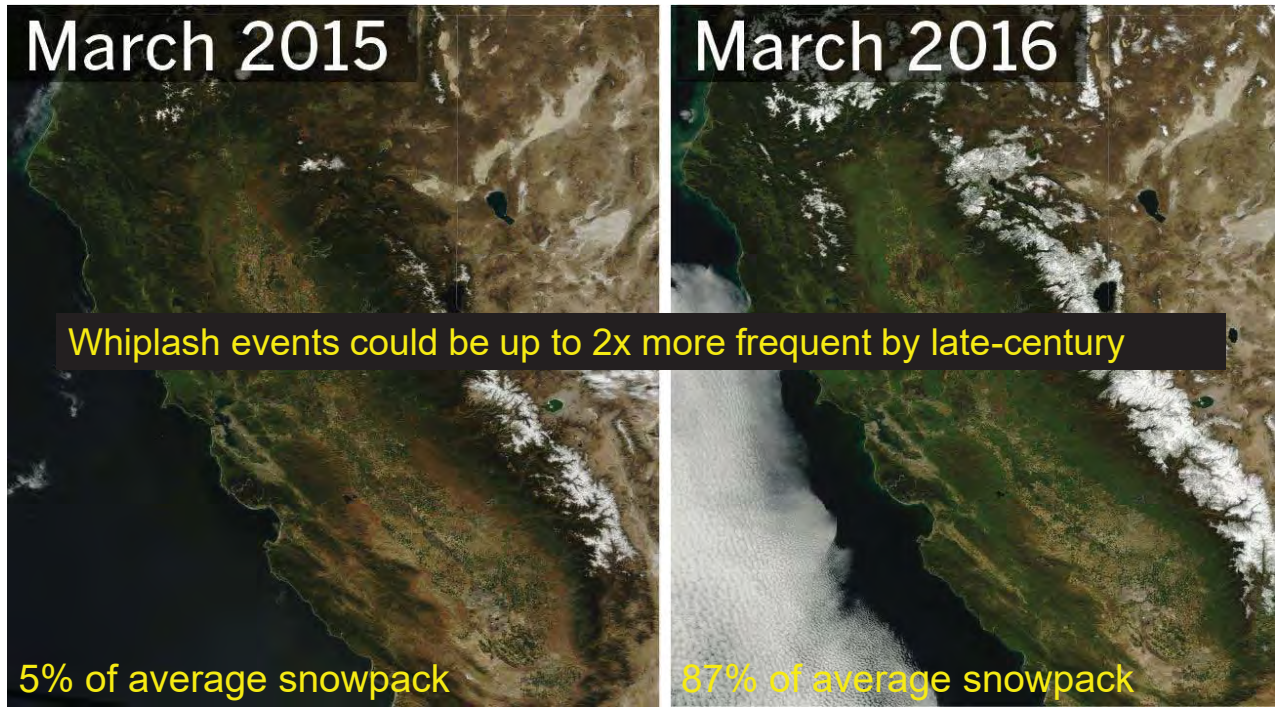 March 2015
March 2016
Whiplash events could be up to 2x more frequent by late-century
5% of average snowpack
87% of average snowpack